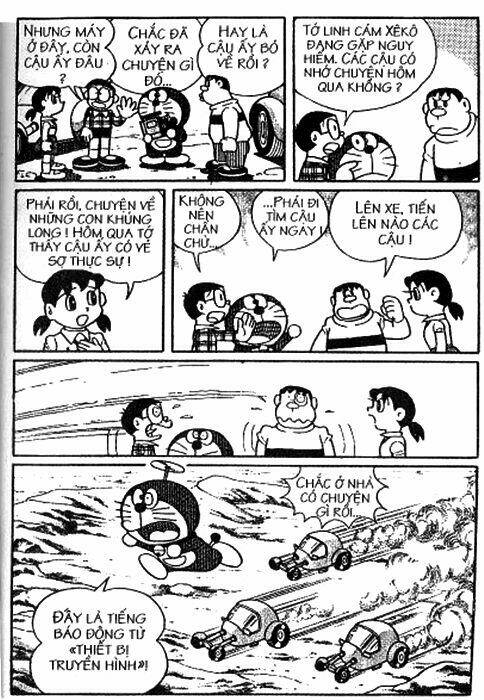 NHƯNG MÁY
Ở ĐÂY, CÒN
CẬU ẤY ĐÂU
?
CHẮC ĐÃ
XẢY RA
CHUYỆN GÌ
ĐÓ...
HAY LÀ
CẬU ẤY BỎ
VỀ RỒI ?
TỚ LINH CẢM XÊKÔ
ĐANG GẶP NGUY
HIỂM. CÁC CẬU CÓ
NHỚ CHUYỆN HÔM
QUA KHÔNG ?
PHẢI RỒI, CHUYỆN VỀ
NHỮNG CON KHỦNG
LONG ! HÔM QUA TỚ
THẤY CẬU ẤY CÓ VẺ
SỢ THỰC SỰ !
KHÔNG
NÊN
CHẦN
CHỪ...
...PHẢI ĐI
TÌM CẬU
ẤY NGAY !
LÊN XE, TIẾN
LÊN NÀO CÁC
CẬU !
CHẮC Ở NHÀ
CÓ CHUYỆN
GÌ RỒI...
ĐÂY LÀ TIẾNG
BÁO ĐỘNG TỪ
«THIẾT BỊ
TRUYỀN HÌNH»!